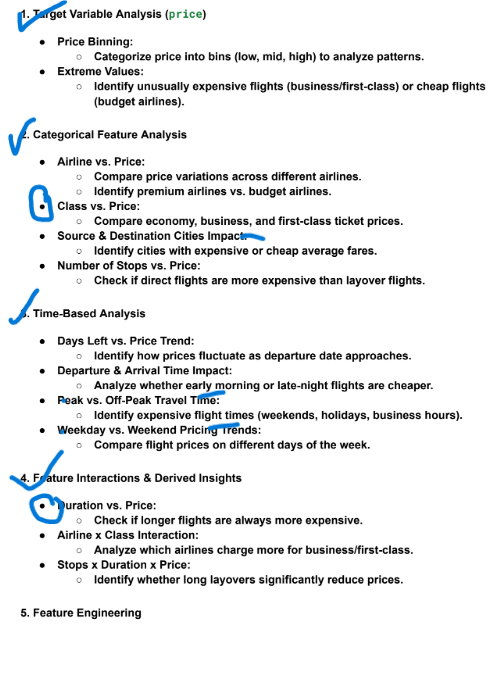 1. Target Variable Analysis (price)
● Price Binning:
○ Categorize price into bins (low, mid, high) to analyze patterns.
● Extreme Values:
○ Identify unusually expensive flights (business/first-class) or cheap flights
(budget airlines).
2. Categorical Feature Analysis
● Airline vs. Price:
○ Compare price variations across different airlines.
○ Identify premium airlines vs. budget airlines.
● Class vs. Price:
○ Compare economy, business, and first-class ticket prices.
● Source & Destination Cities Impact:
○ Identify cities with expensive or cheap average fares.
● Number of Stops vs. Price:
○ Check if direct flights are more expensive than layover flights.
3. Time-Based Analysis
● Days Left vs. Price Trend:
○ Identify how prices fluctuate as departure date approaches.
● Departure & Arrival Time Impact:
○ Analyze whether early morning or late-night flights are cheaper.
● Peak vs. Off-Peak Travel Time:
○ Identify expensive flight times (weekends, holidays, business hours).
● Weekday vs. Weekend Pricing Trends:
○ Compare flight prices on different days of the week.
4. Feature Interactions & Derived Insights
● Duration vs. Price:
○ Check if longer flights are always more expensive.
● Airline x Class Interaction:
○ Analyze which airlines charge more for business/first-class.
● Stops x Duration x Price:
○ Identify whether long layovers significantly reduce prices.
5. Feature Engineering